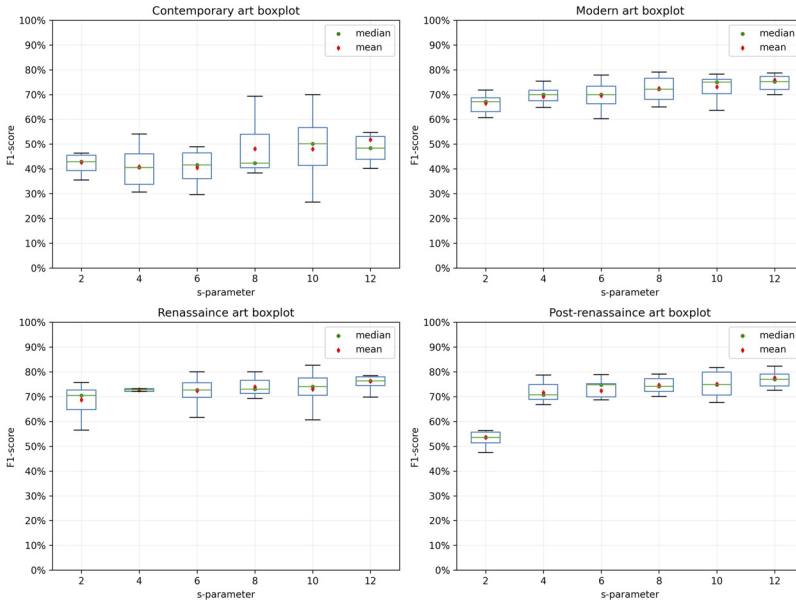 Contemporary art boxplot
100%
90%
80%
70%
60%
50%
40%
30%
20%
10%
0%
F1-score
2 4 6 8 10 12
s-parameter
median
mean
Modern art boxplot
100%
90%
80%
70%
60%
50%
40%
30%
20%
10%
0%
F1-score
2 4 6 8 10 12
s-parameter
median
mean
Renassaince art boxplot
100%
90%
80%
70%
60%
50%
40%
30%
20%
10%
0%
F1-score
2 4 6 8 10 12
s-parameter
median
mean
Post-renassaince art boxplot
100%
90%
80%
70%
60%
50%
40%
30%
20%
10%
0%
F1-score
2 4 6 8 10 12
s-parameter
median
mean